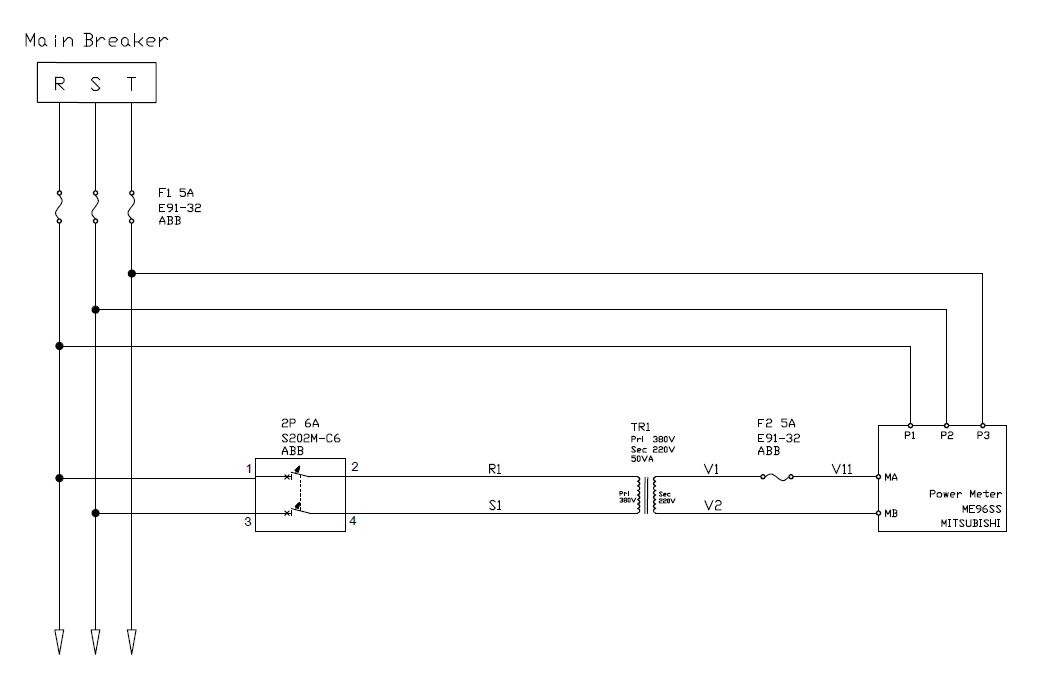 Main Breaker
R S T
F1 5A
E91-32
ABB
2P 6A
S202M-C6
ABB
1
2
3
4
R1
S1
TR1
Pri 380V
Sec 220V
50VA
Pri
380V
Sec
220V
V1
V2
F2 5A
E91-32
ABB
V11
P1 P2 P3
MA
MB
Power Meter
ME96SS
MITSUBISHI